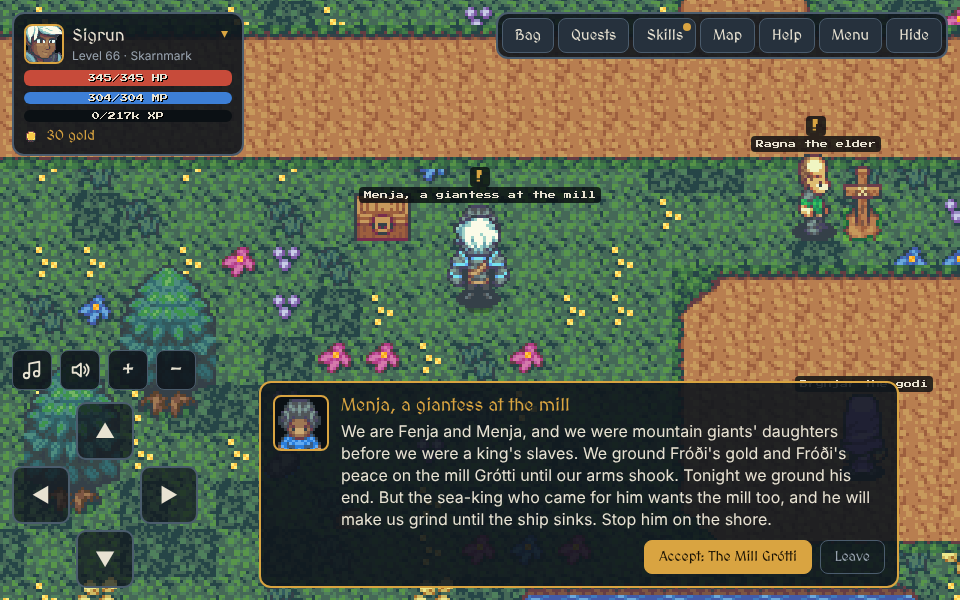 Sigrun
Level 66 · Skarnmark
345/345 HP
304/304 MP
0/217k XP
30 gold
Bag
Quests
Skills
Map
Help
Menu
Hide
!
Ragna the elder
!
Menja, a giantess at the mill
godi
+
−
Menja, a giantess at the mill
We are Fenja and Menja, and we were mountain giants' daughters
before we were a king's slaves. We ground Fróði's gold and Fróði's
peace on the mill Grótti until our arms shook. Tonight we ground his
end. But the sea-king who came for him wants the mill too, and he will
make us grind until the ship sinks. Stop him on the shore.
Accept: The Mill Grótti
Leave